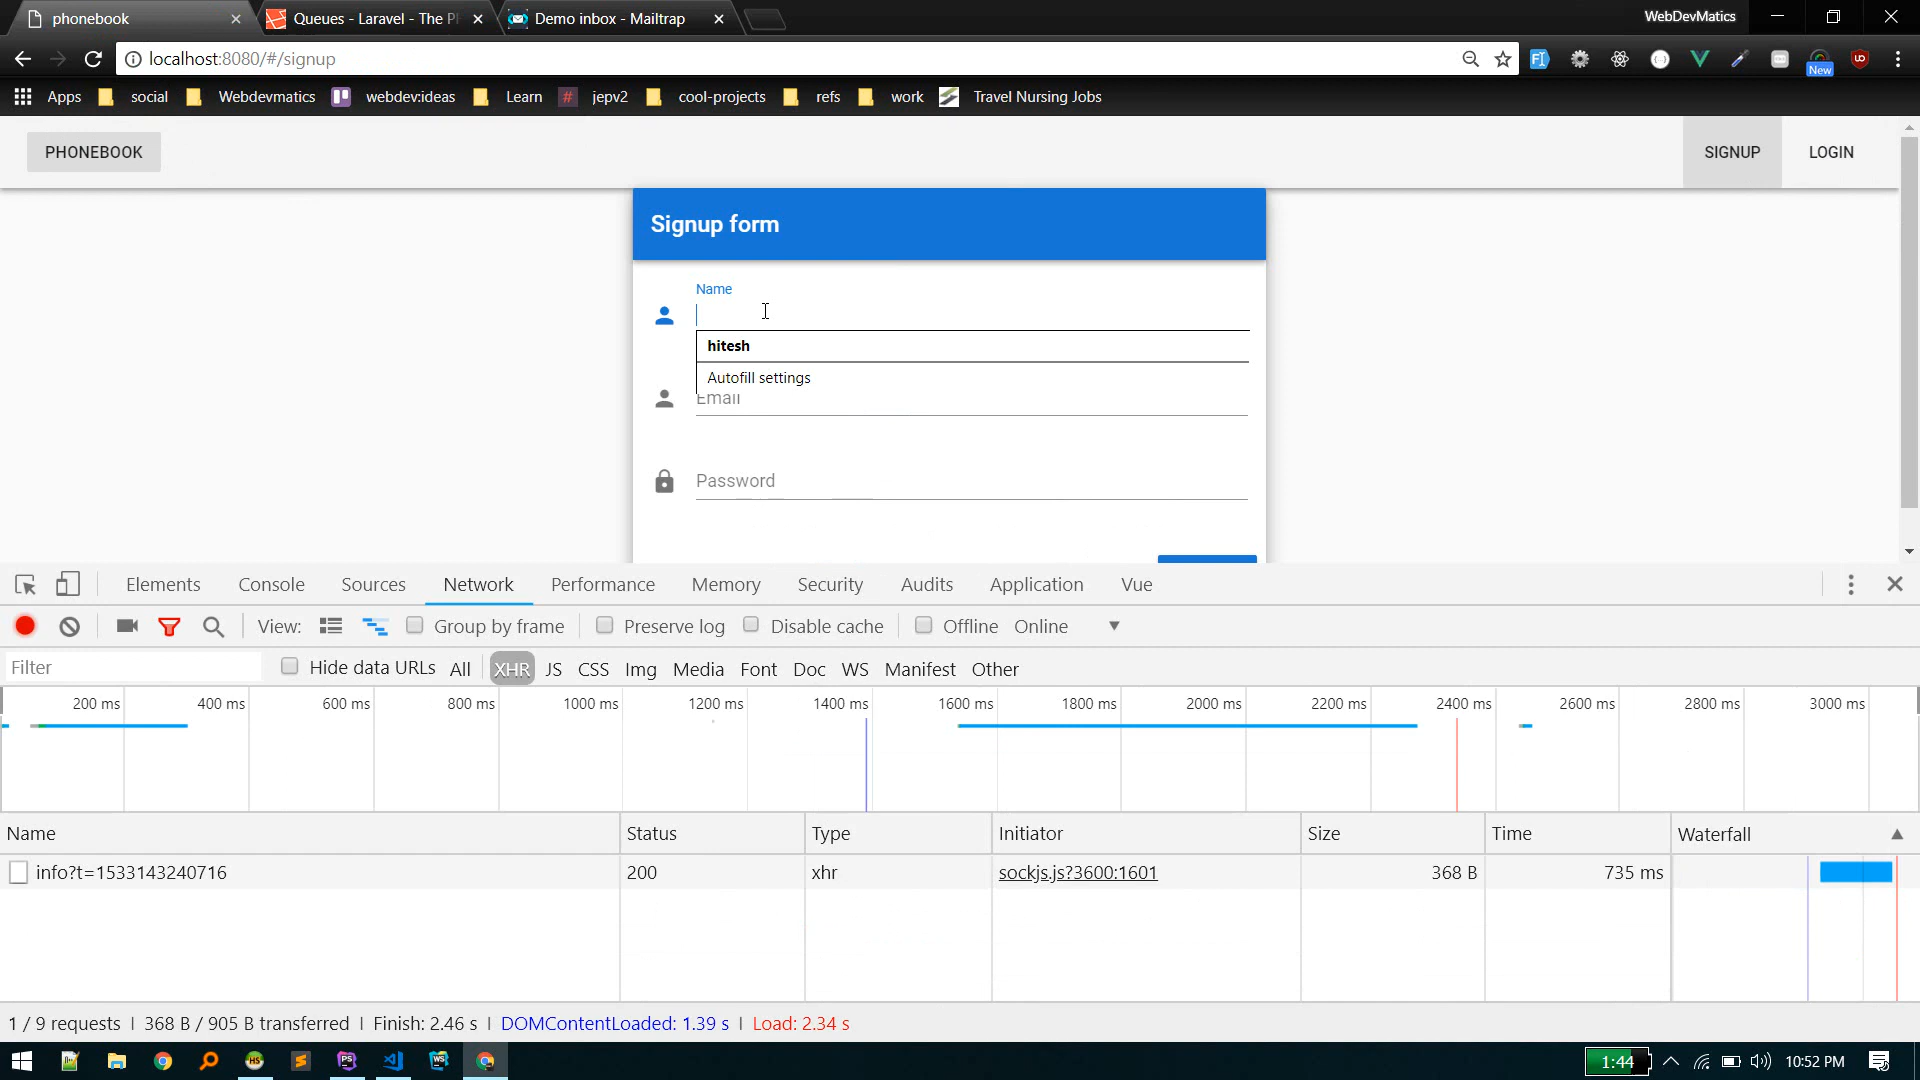 phonebook
Queues - Laravel - The P
Demo inbox - Mailtrap
WebDevMatics
localhost:8080/#/signup
New
Apps
social
Webdevmatics
webdev:ideas
Learn
#
jepv2
cool-projects
refs
work
Travel Nursing Jobs
PHONEBOOK
SIGNUP
LOGIN
Signup form
Name
hitesh
Autofill settings
Email
Password
Elements
Console
Sources
Network
Performance
Memory
Security
Audits
Application
Vue
View:
Group by frame
Preserve log
Disable cache
Offline
Online
Filter
Hide data URLs
All
XHR
JS
CSS
Img
Media
Font
Doc
WS
Manifest
Other
200 ms
400 ms
600 ms
800 ms
1000 ms
1200 ms
1400 ms
1600 ms
1800 ms
2000 ms
2200 ms
2400 ms
2600 ms
2800 ms
3000 ms
Name
Status
Type
Initiator
Size
Time
Waterfall
info?t=1533143240716
200
xhr
sockjs.js?3600:1601
368 B
735 ms
1 / 9 requests | 368 B / 905 B transferred | Finish: 2.46 s | DOMContentLoaded: 1.39 s | Load: 2.34 s
1:44
10:52 PM